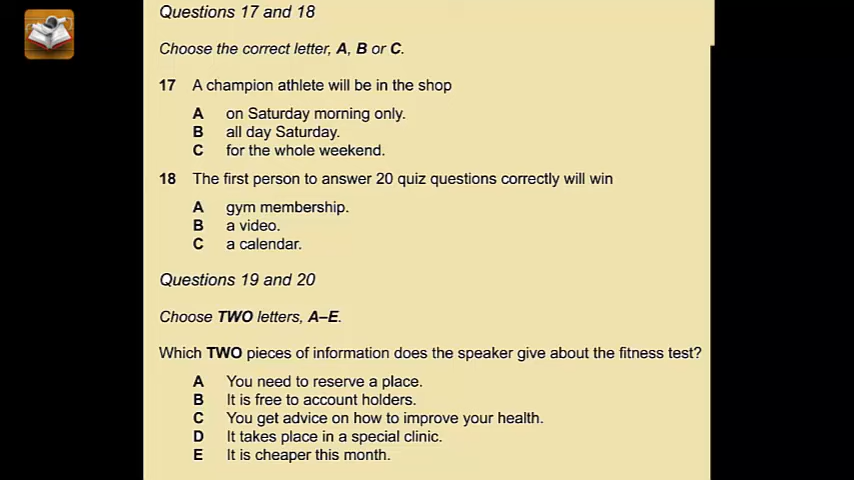 Questions 17 and 18
Choose the correct letter, A, B or C.
17 A champion athlete will be in the shop
A on Saturday morning only.
B all day Saturday.
C for the whole weekend.
18 The first person to answer 20 quiz questions correctly will win
A gym membership.
B a video.
C a calendar.
Questions 19 and 20
Choose TWO letters, A–E.
Which TWO pieces of information does the speaker give about the fitness test?
A You need to reserve a place.
B It is free to account holders.
C You get advice on how to improve your health.
D It takes place in a special clinic.
E It is cheaper this month.